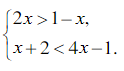 2x > 1 − x,
x + 2 < 4x − 1.